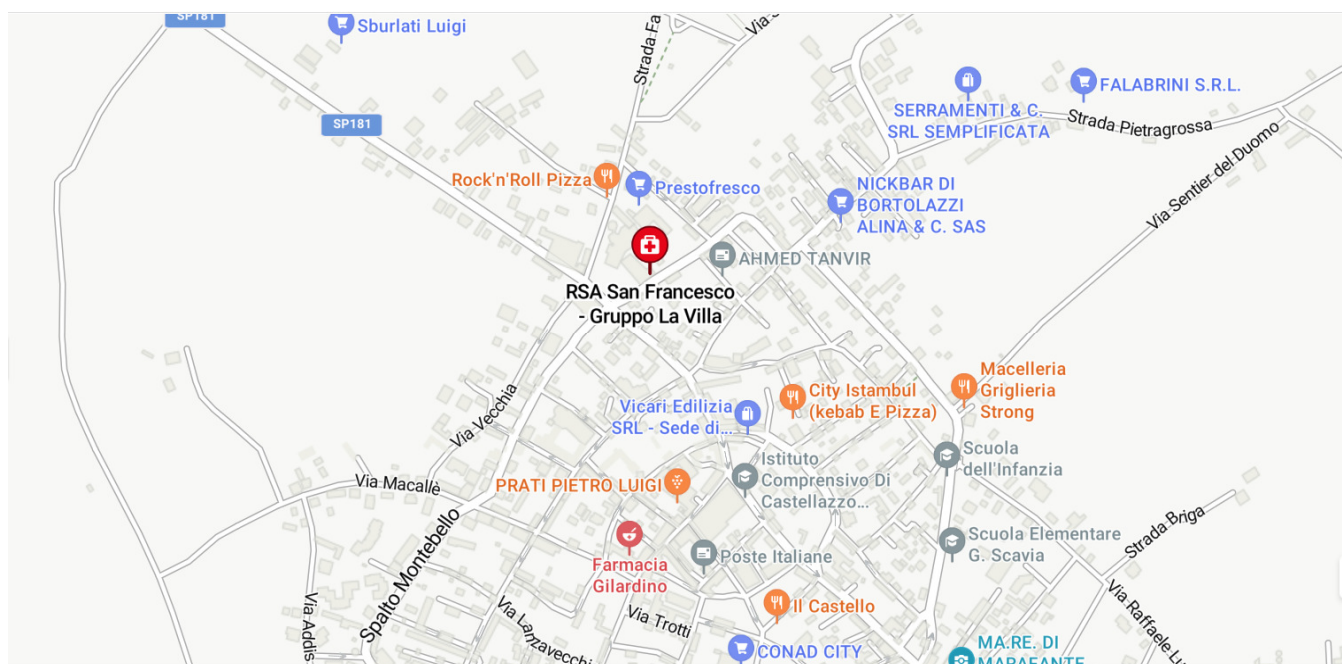 SP181
Sburlati Luigi
Strada Fa
Via S
FALABRINI S.R.L.
SERRAMENTI & C.
SRL SEMPLIFICATA
Strada Pietragrossa
SP181
Via Sentier del Duomo
Rock'n'Roll Pizza
Prestofresco
NICKBAR DI
BORTOLAZZI
ALINA & C. SAS
AHMED TANVIR
RSA San Francesco
- Gruppo La Villa
Macelleria
Griglieria
Strong
City Istambul
(kebab E Pizza)
Vicari Edilizia
SRL - Sede di...
Via Vecchia
Scuola
dell'Infanzia
Istituto
Comprensivo Di
Castellazzo...
Via Macallè
PRATI PIETRO LUIGI
Strada Briga
Spalto Montebello
Scuola Elementare
G. Scavia
Farmacia
Gilardino
Poste Italiane
Via Addis
Via Lanzavecchi
Via Trotti
Il Castello
Via Raffaele Lu
CONAD CITY
MA.RE. DI
MARAFANTE